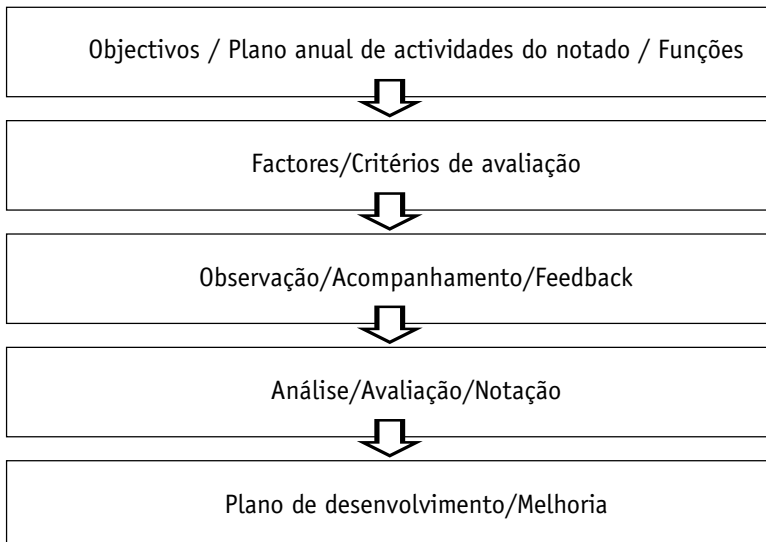 Objectivos / Plano anual de actividades do notado / Funções
Factores/Critérios de avaliação
Observação/Acompanhamento/Feedback
Análise/Avaliação/Notação
Plano de desenvolvimento/Melhoria